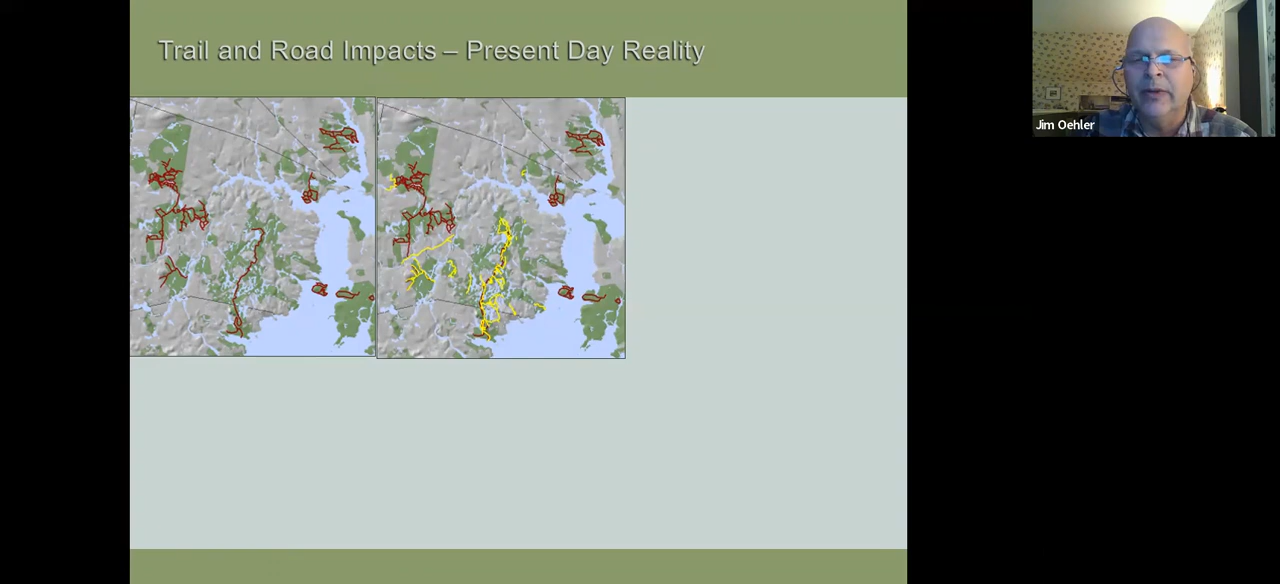 Trail and Road Impacts – Present Day Reality
Jim Oehler